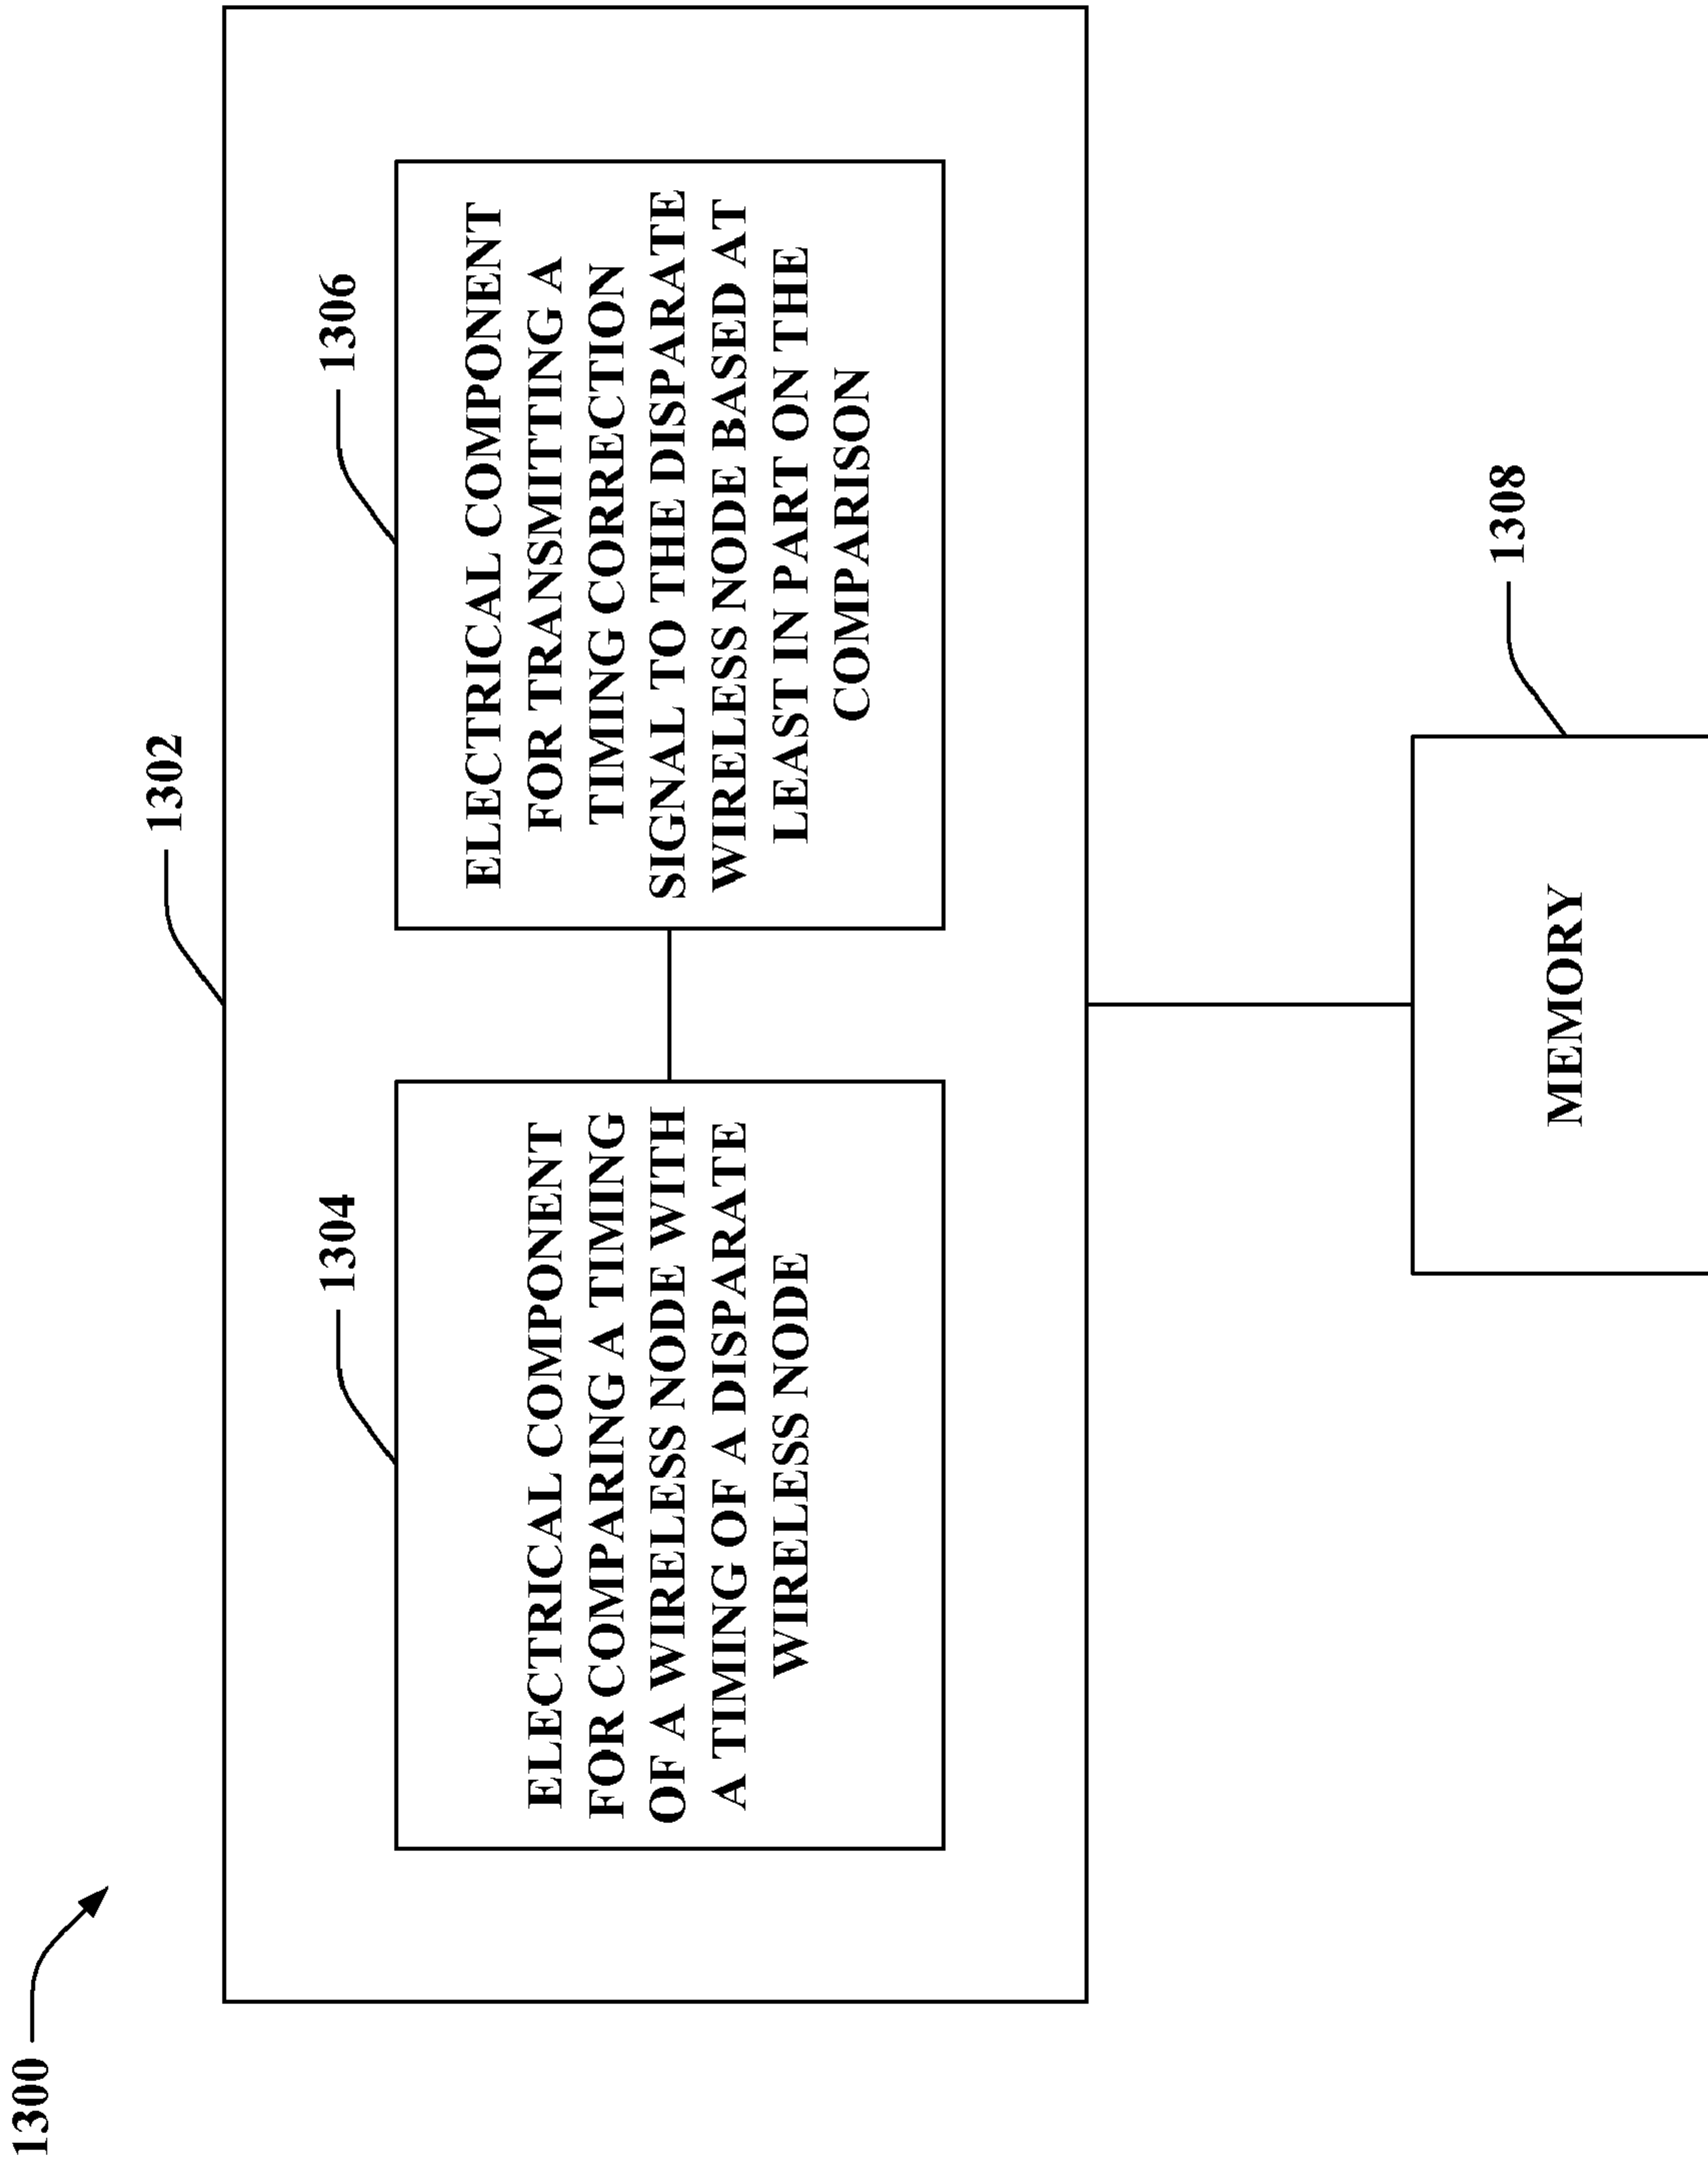 1300
1302
1304
ELECTRICAL COMPONENT
FOR COMPARING A TIMING
OF A WIRELESS NODE WITH
A TIMING OF A DISPARATE
WIRELESS NODE
1306
ELECTRICAL COMPONENT
FOR TRANSMITTING A
TIMING CORRECTION
SIGNAL TO THE DISPARATE
WIRELESS NODE BASED AT
LEAST IN PART ON THE
COMPARISON
1308
MEMORY